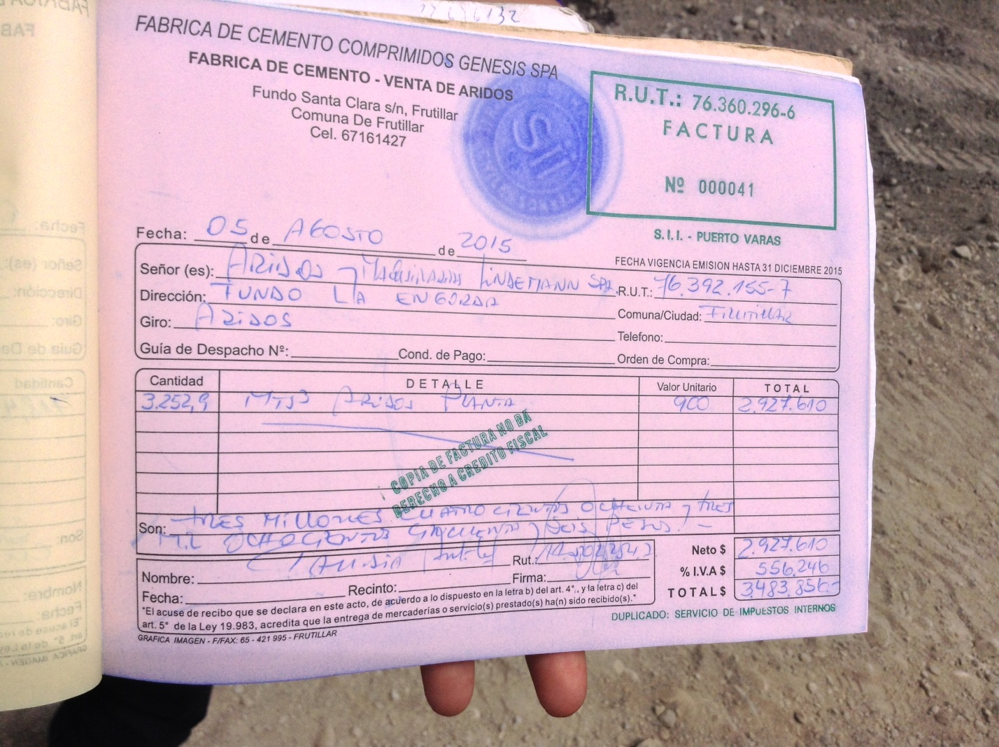 FABRICA DE CEMENTO COMPRIMIDOS GENESIS SPA
FABRICA DE CEMENTO - VENTA DE ARIDOS
Fundo Santa Clara s/n, Frutillar
Comuna De Frutillar
Cel. 67161427
R.U.T.: 76.360.296-6
FACTURA
Nº 000041
S.I.I. - PUERTO VARAS
FECHA VIGENCIA EMISION HASTA 31 DICIEMBRE 2015
SII
Fecha: 05 de AGOSTO de 2015
Señor (es): ARIDOS Y MAQUINARIAS LINDEMANN SPA. R.U.T.: 76.392.155-7
Dirección: FUNDO LA ENGORDA Comuna/Ciudad: FRUTILLAR
Giro: ARIDOS Telefono:
Guía de Despacho Nº: Cond. de Pago: Orden de Compra:
Cantidad DETALLE Valor Unitario TOTAL
3.252,9 MTS3 ARIDOS PLANTA 900 2.927.610
COPIA DE FACTURA NO DA
DERECHO A CREDITO FISCAL
Son: TRES MILLONES CUATROCIENTOS OCHENTA Y TRES
MIL OCHOCIENTOS CINCUENTA Y SEIS PESOS. -
Neto $ 2.927.610
% I.V.A $ 556.246
TOTAL $ 3.483.856.-
Nombre: Rut.:
Fecha: Recinto: Firma:
"El acuse de recibo que se declara en este acto, de acuerdo a lo dispuesto en la letra b) del art. 4°., y la letra c) del
art. 5° de la Ley 19.983, acredita que la entrega de mercaderías o servicio(s) prestado(s) ha(n) sido recibido(s)."
DUPLICADO: SERVICIO DE IMPUESTOS INTERNOS
GRAFICA IMAGEN - F/FAX: 65 - 421 995 - FRUTILLAR